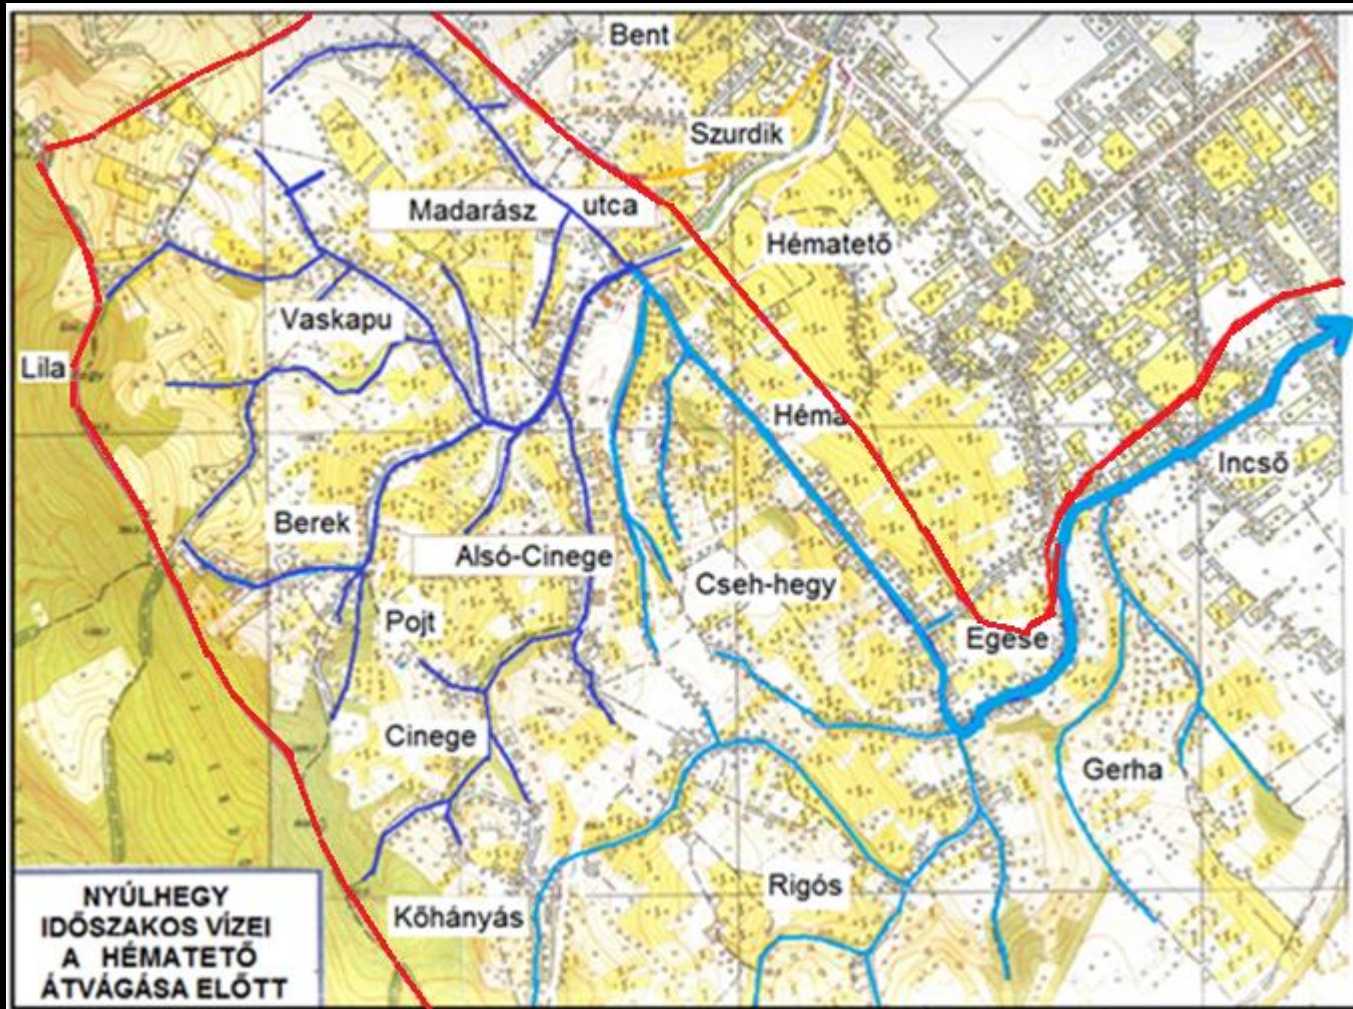 Bent
Szurdik
Madarász utca
Hématető
Vaskapu
Lila
Héma
Incső
Berek
Alsó-Cinege
Cseh-hegy
Pojt
Egese
Cinege
Gerha
Rigós
Kőhányás
NYÚLHEGY
IDŐSZAKOS VÍZEI
A HÉMATETŐ
ÁTVÁGÁSA ELŐTT